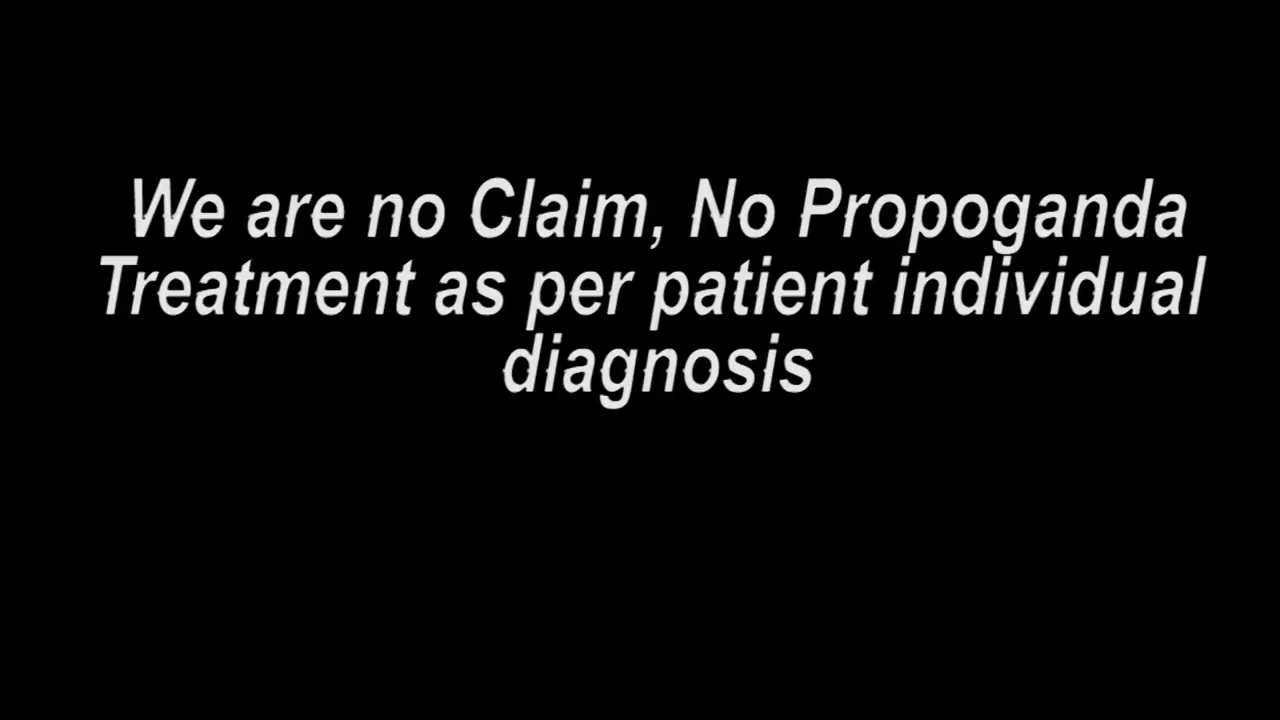 We are no Claim, No Propoganda
Treatment as per patient individual
diagnosis